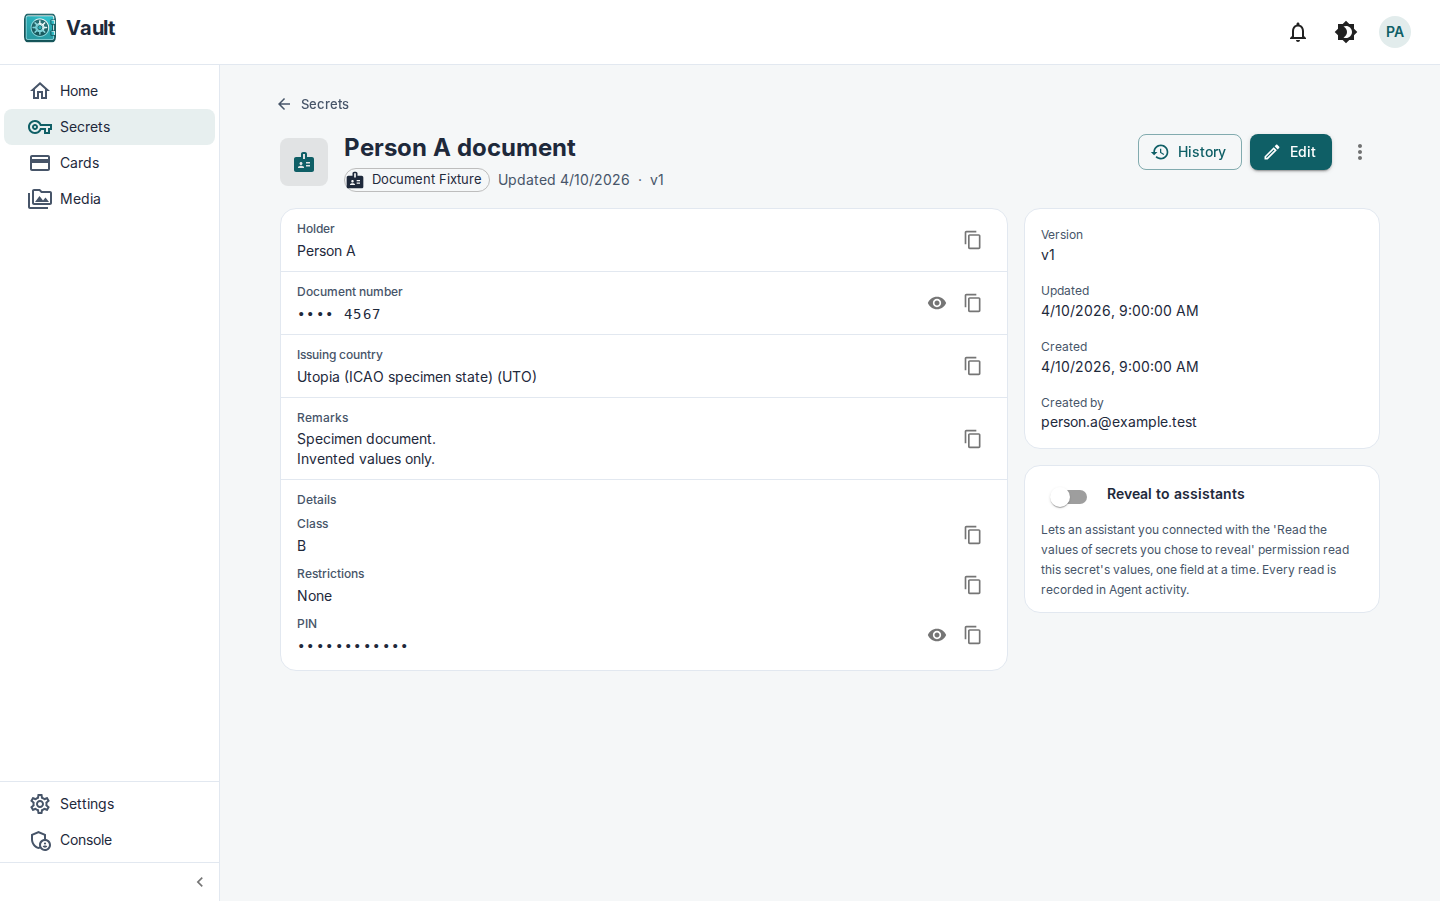 Vault
PA
Home
Secrets
Cards
Media
Settings
Console
Secrets
Person A document
Document Fixture
Updated 4/10/2026 · v1
History
Edit
Holder
Person A
Document number
•••• 4567
Issuing country
Utopia (ICAO specimen state) (UTO)
Remarks
Specimen document.
Invented values only.
Details
Class
B
Restrictions
None
PIN
••••••••••••
Version
v1
Updated
4/10/2026, 9:00:00 AM
Created
4/10/2026, 9:00:00 AM
Created by
person.a@example.test
Reveal to assistants
Lets an assistant you connected with the 'Read the
values of secrets you chose to reveal' permission read
this secret's values, one field at a time. Every read is
recorded in Agent activity.